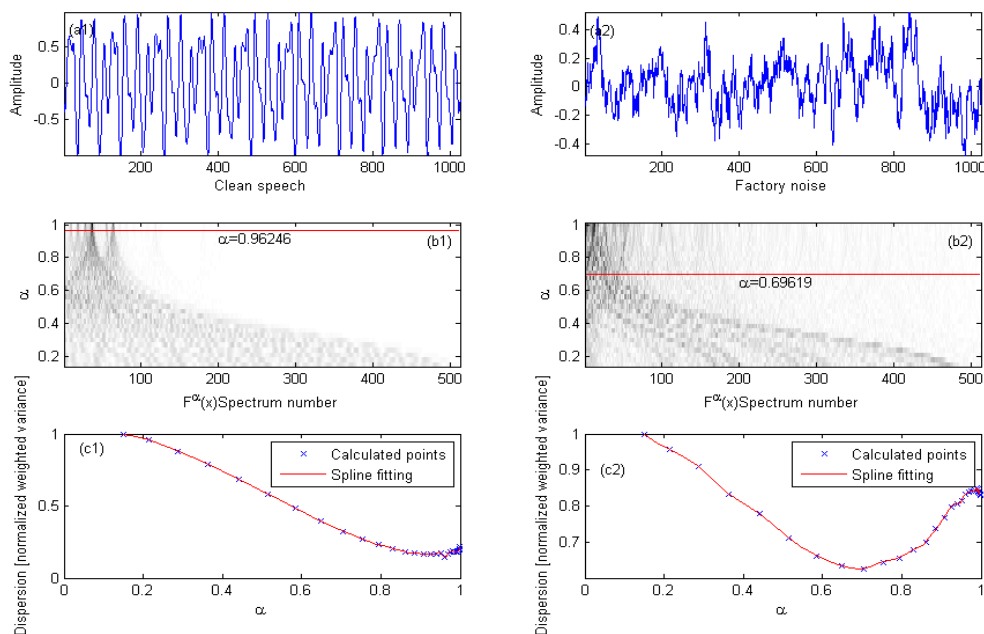 (a1)
Amplitude
0.5
0
-0.5
200
400
600
800
1000
Clean speech
(a2)
Amplitude
0.4
0.2
0
-0.2
-0.4
200
400
600
800
1000
Factory noise
(b1)
α=0.96246
α
1
0.8
0.6
0.4
0.2
100
200
300
400
500
F^α(x)Spectrum number
(b2)
α=0.69619
α
1
0.8
0.6
0.4
0.2
100
200
300
400
500
F^α(x)Spectrum number
(c1)
Dispersion [normalized weighted variance]
1
0.5
0
0
0.2
0.4
0.6
0.8
1
α
Calculated points
Spline fitting
(c2)
Dispersion [normalized weighted variance]
1
0.9
0.8
0.7
0
0.2
0.4
0.6
0.8
1
α
Calculated points
Spline fitting